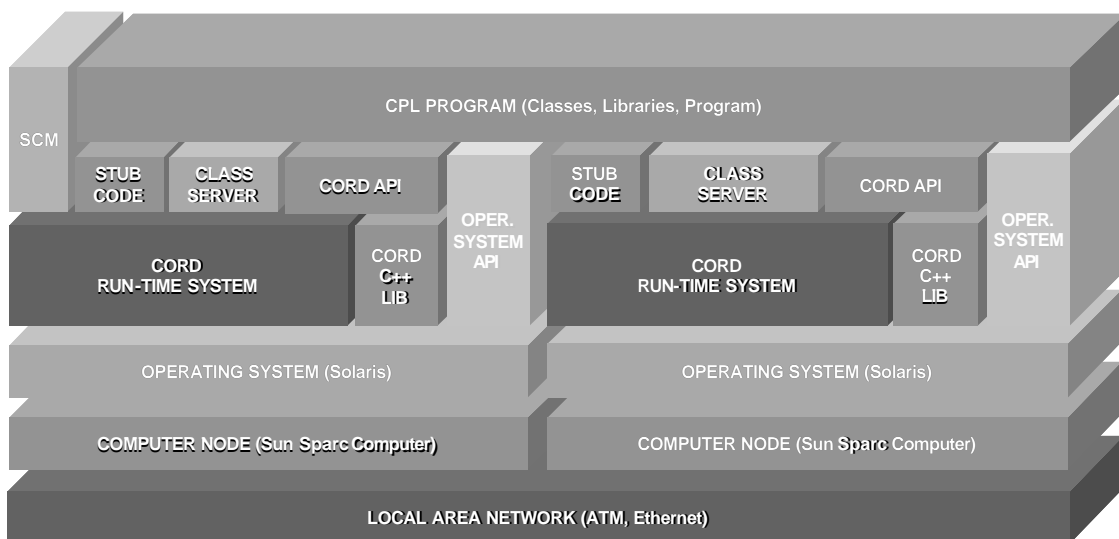 CPL PROGRAM (Classes, Libraries, Program)
SCM
STUB
CODE
CLASS
SERVER
CORD API
OPER.
SYSTEM
API
STUB
CODE
CLASS
SERVER
CORD API
OPER.
SYSTEM
API
CORD
RUN-TIME SYSTEM
CORD
C++
LIB
CORD
RUN-TIME SYSTEM
CORD
C++
LIB
OPERATING SYSTEM (Solaris)
OPERATING SYSTEM (Solaris)
COMPUTER NODE (Sun Sparc Computer)
COMPUTER NODE (Sun Sparc Computer)
LOCAL AREA NETWORK (ATM, Ethernet)